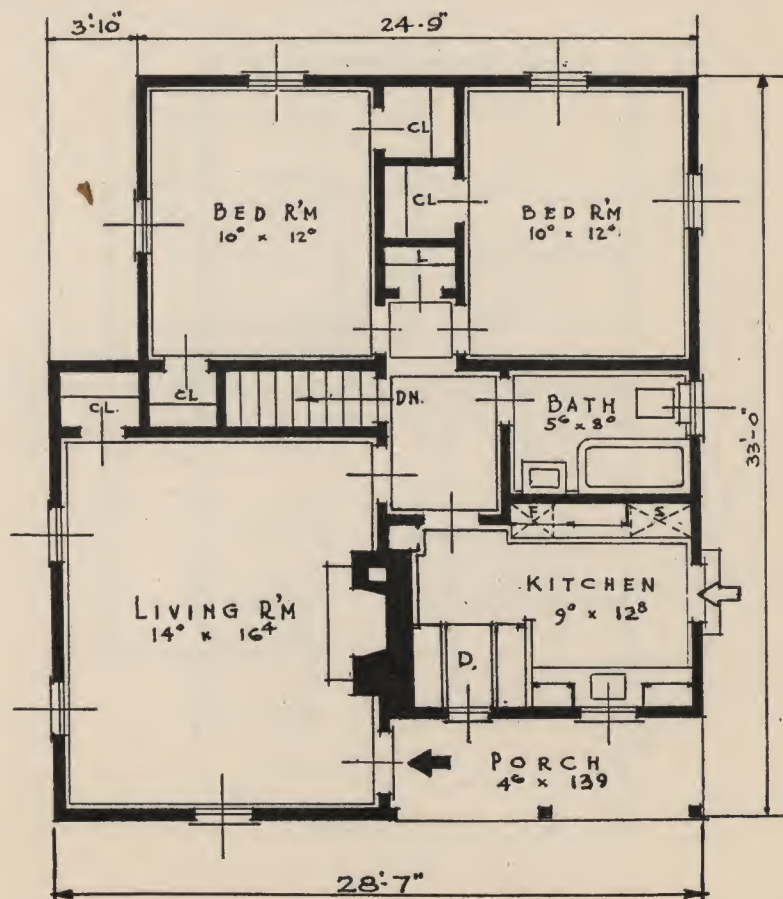 3'-10"
24'-9"
CL
BED R'M
10⁰ x 12⁰
CL
BED R'M
10⁰ x 12⁰
L
CL.
CL
DN.
BATH
5⁶ x 8⁰
33'-0"
F
S
KITCHEN
9⁰ x 12⁸
LIVING R'M
14⁰ x 16⁴
D.
PORCH
4⁶ x 13⁹
28'-7"